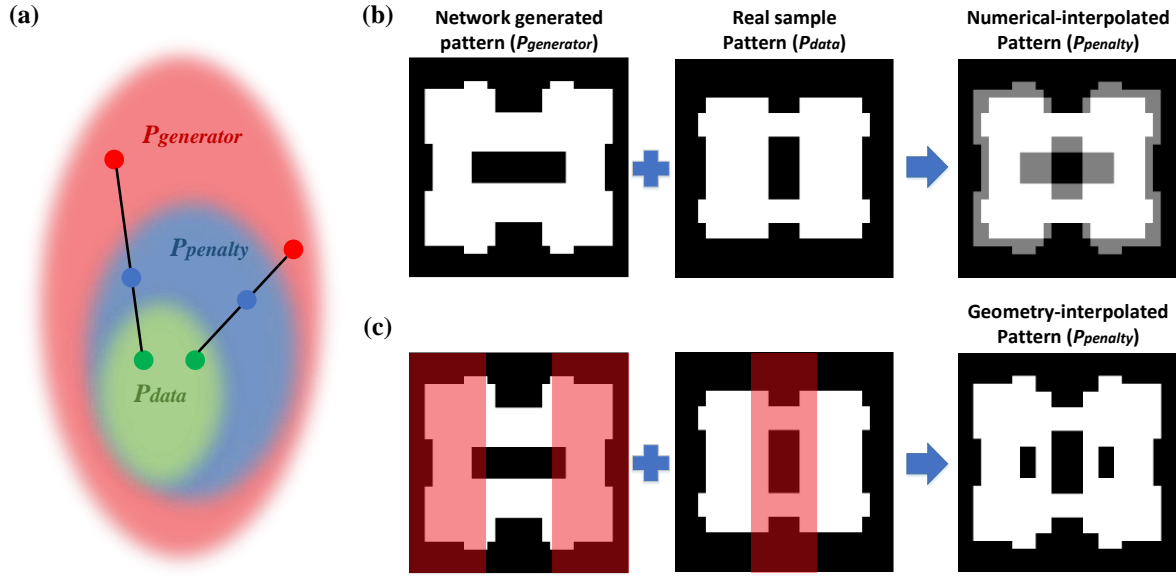 (a)
Pgenerator
Ppenalty
Pdata
(b)
Network generated
pattern (Pgenerator)
Real sample
Pattern (Pdata)
Numerical-interpolated
Pattern (Ppenalty)
(c)
Geometry-interpolated
Pattern (Ppenalty)